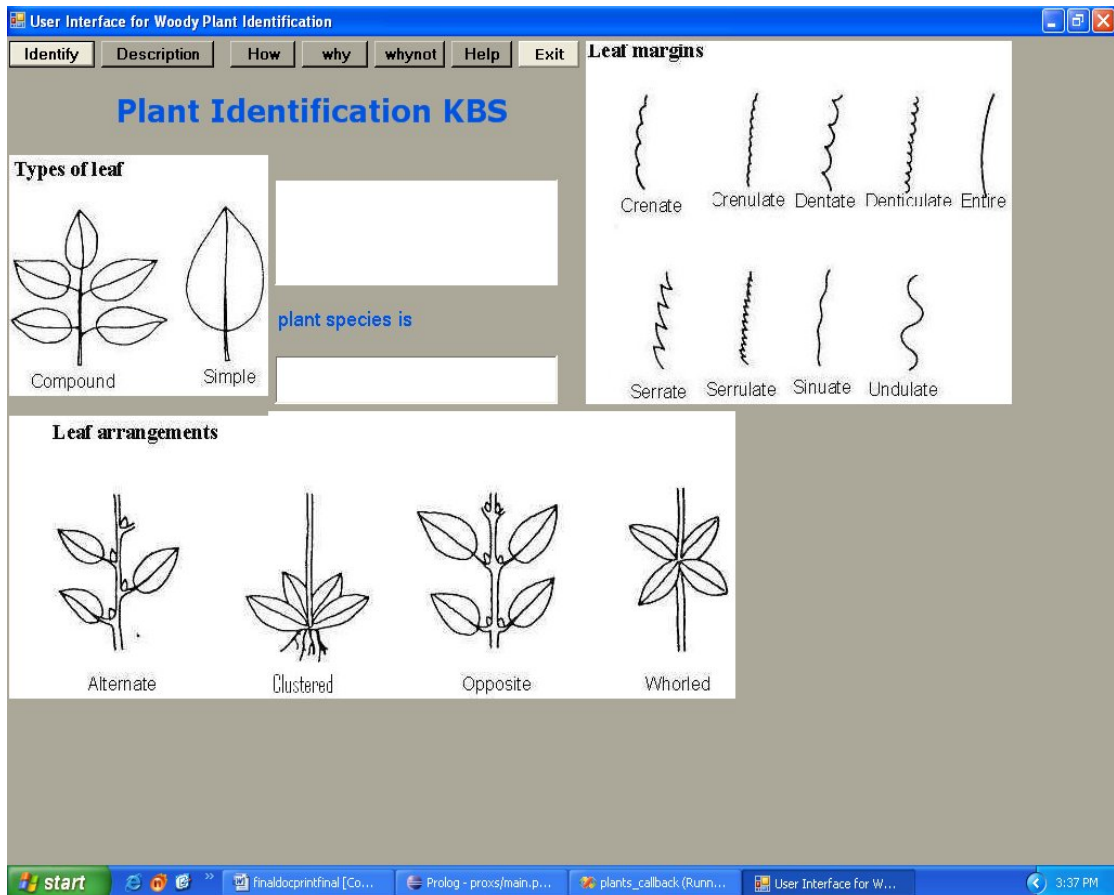 User Interface for Woody Plant Identification
Identify Description How why whynot Help Exit
Plant Identification KBS
Types of leaf
Compound Simple
plant species is
Leaf margins
Crenate Crenulate Dentate Denticulate Entire
Serrate Serrulate Sinuate Undulate
Leaf arrangements
Alternate Clustered Opposite Whorled
start finaldocprintfinal [Co... Prolog - proxs/main.p... plants_callback (Runn... User Interface for W... 3:37 PM